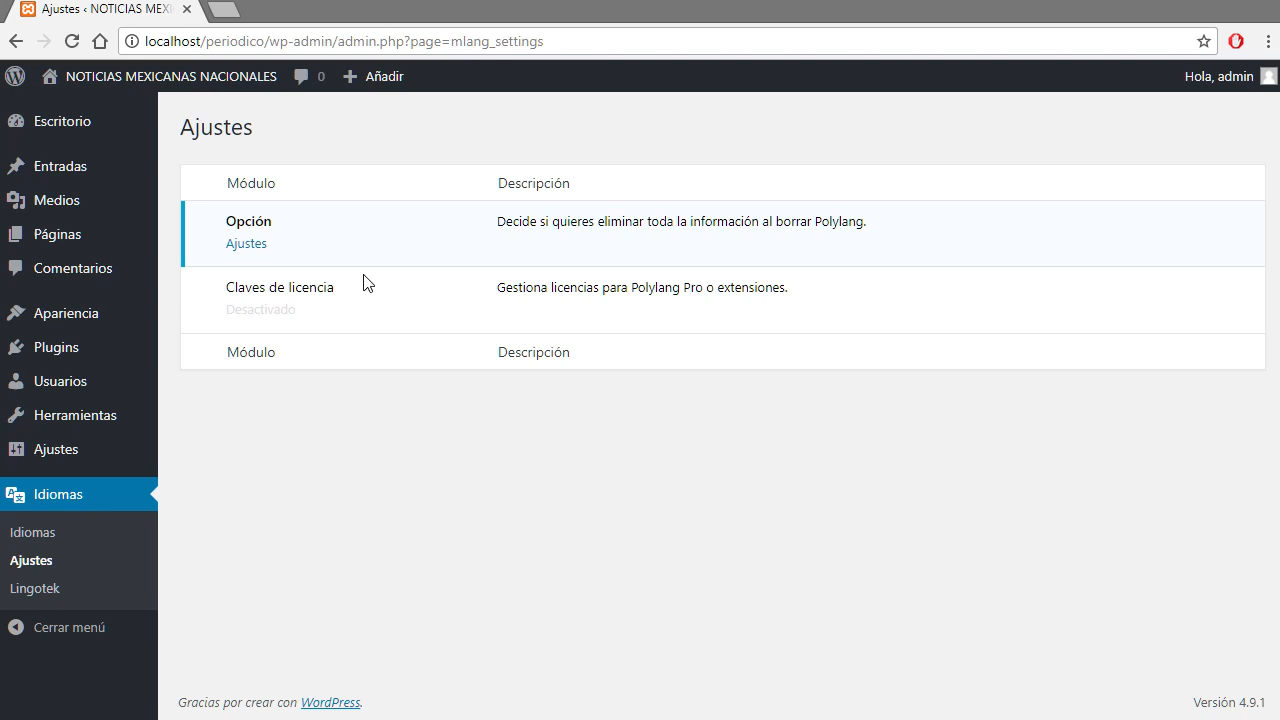 Ajustes ‹ NOTICIAS MEXI
localhost/periodico/wp-admin/admin.php?page=mlang_settings
NOTICIAS MEXICANAS NACIONALES 0 Añadir Hola, admin
Escritorio
Entradas
Medios
Páginas
Comentarios
Apariencia
Plugins
Usuarios
Herramientas
Ajustes
Idiomas
Idiomas
Ajustes
Lingotek
Cerrar menú
Ajustes
Módulo Descripción
Opción Decide si quieres eliminar toda la información al borrar Polylang.
Ajustes
Claves de licencia Gestiona licencias para Polylang Pro o extensiones.
Desactivado
Módulo Descripción
Gracias por crear con WordPress. Versión 4.9.1